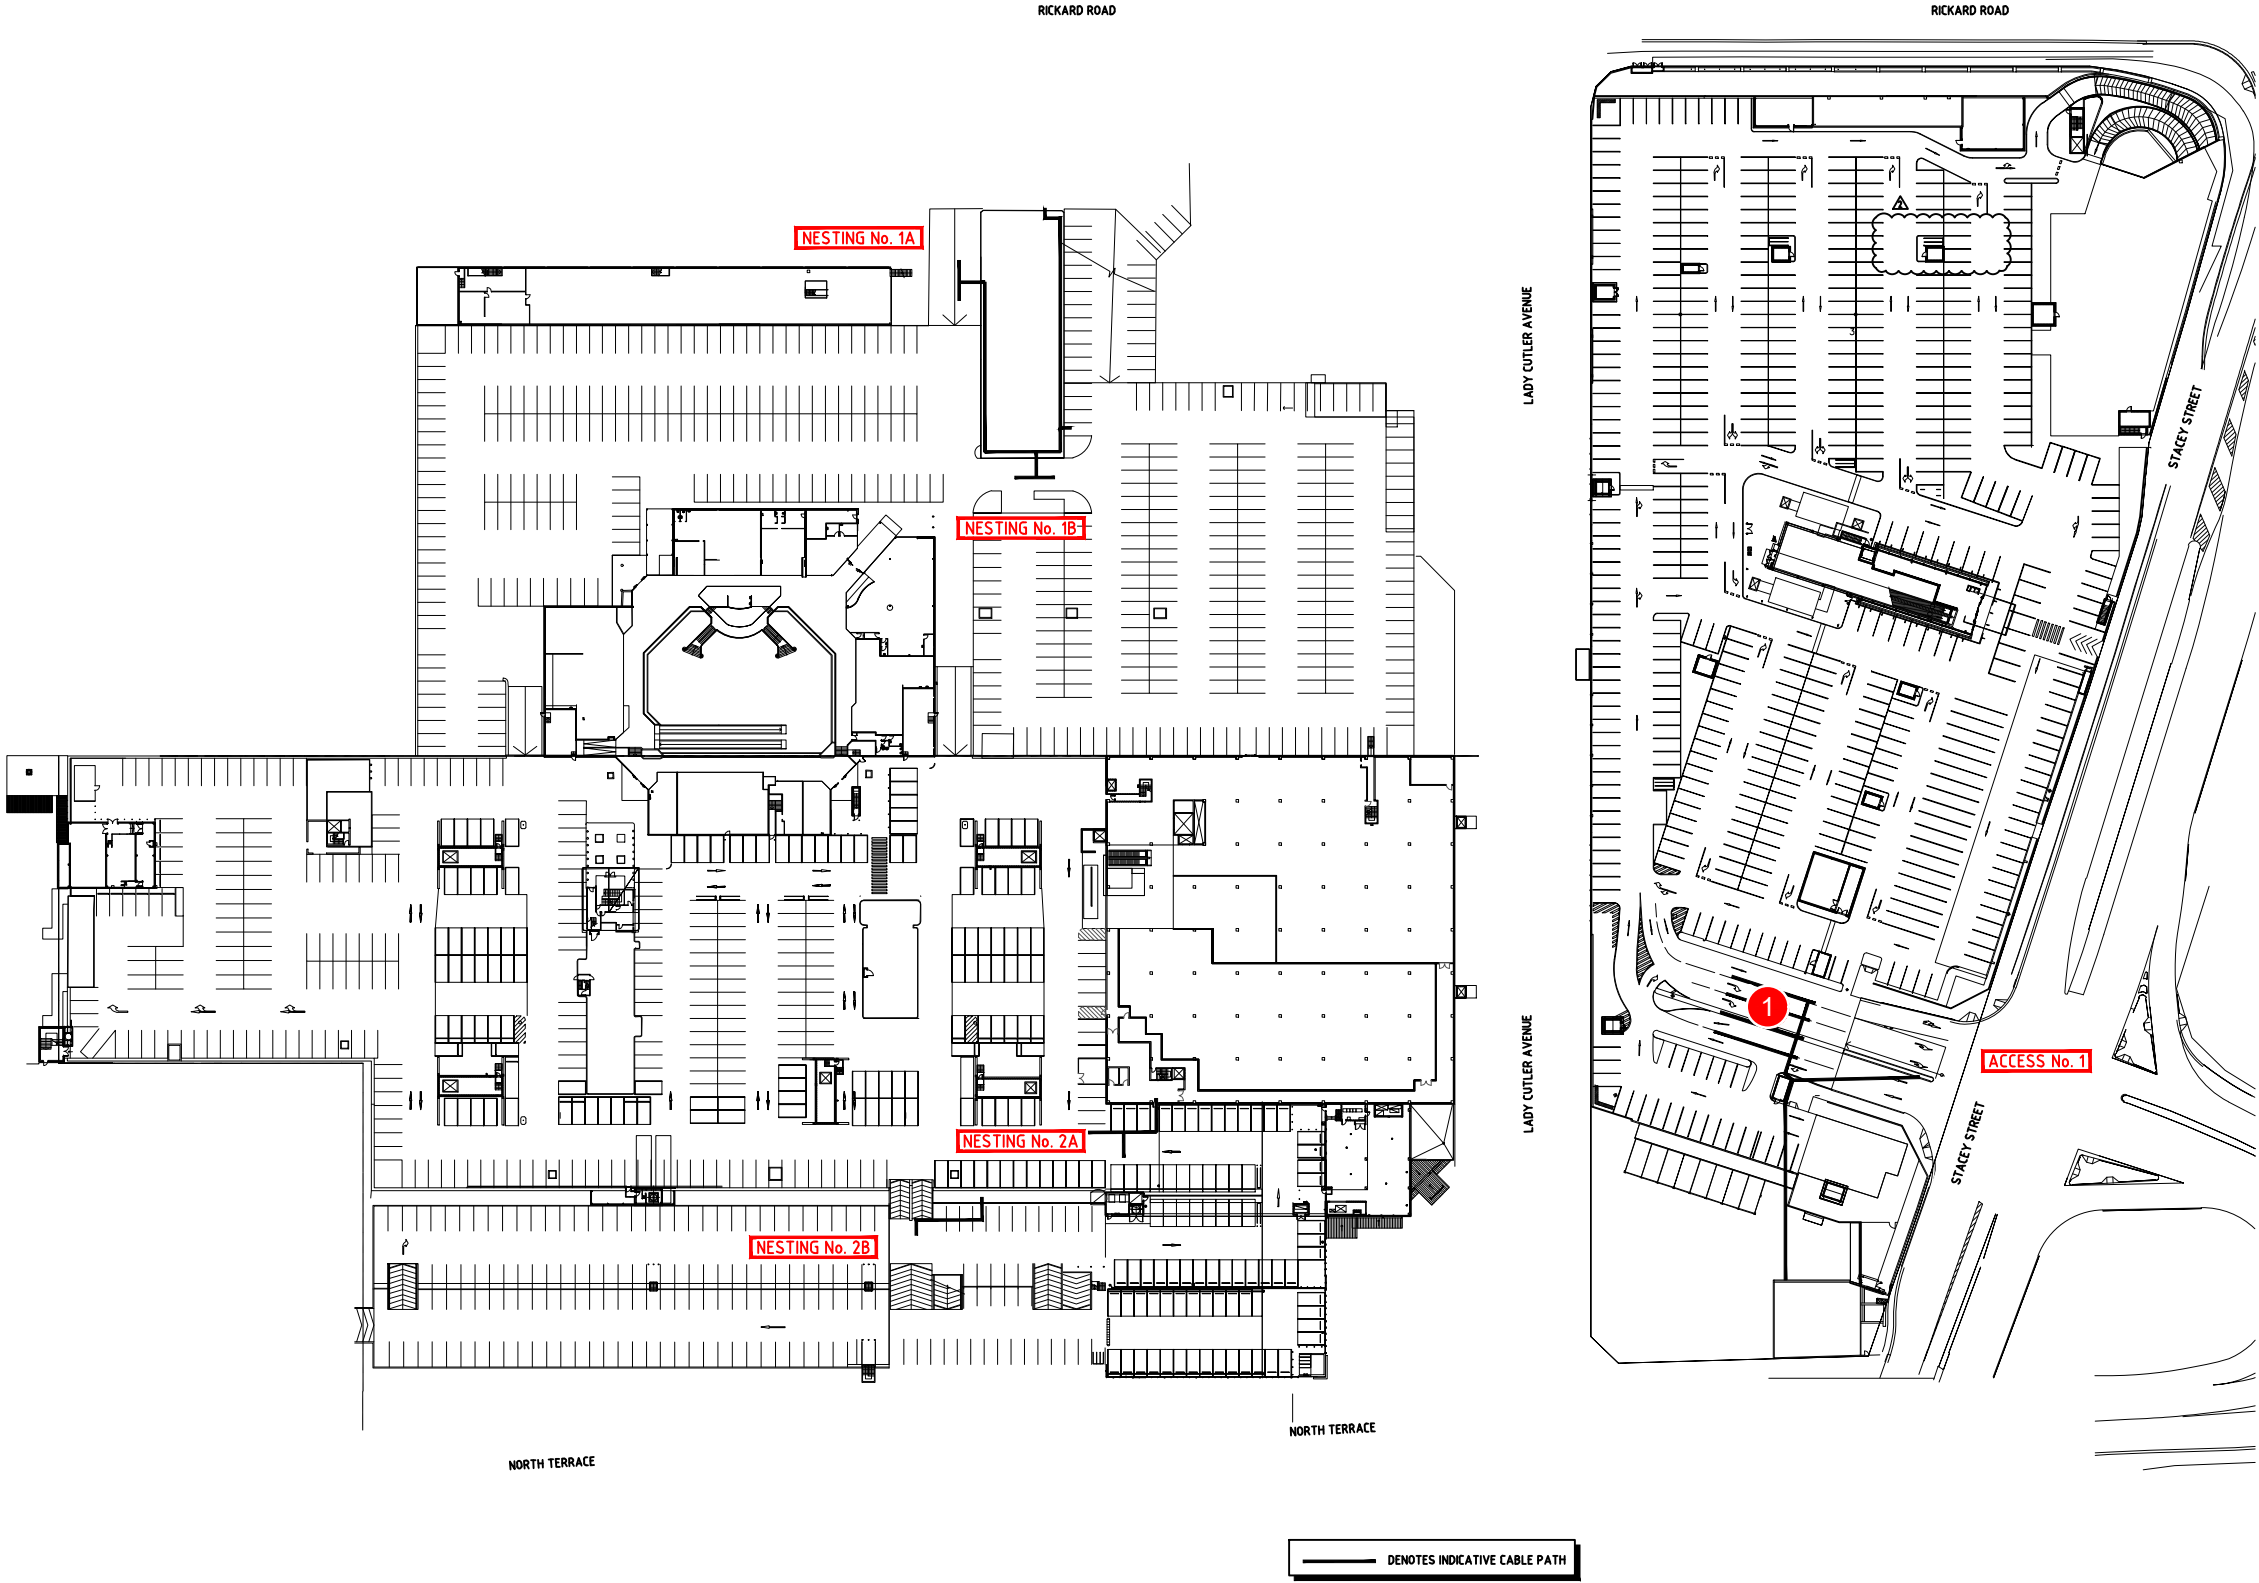 RICKARD ROAD
RICKARD ROAD
NESTING No. 1A
2
LADY CUTLER AVENUE
3
STACEY STREET
NESTING No. 1B
1
LADY CUTLER AVENUE
ACCESS No. 1
NESTING No. 2A
STACEY STREET
NESTING No. 2B
NORTH TERRACE
NORTH TERRACE
DENOTES INDICATIVE CABLE PATH